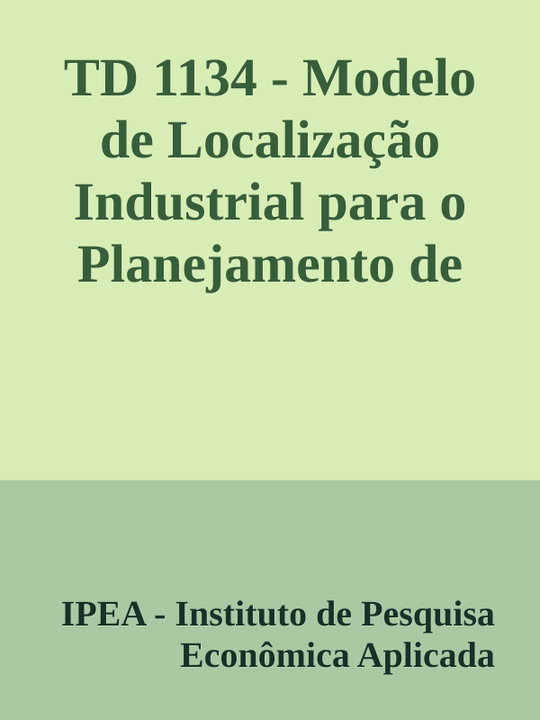 TD 1134 - Modelo
de Localização
Industrial para o
Planejamento de
IPEA - Instituto de Pesquisa
Econômica Aplicada